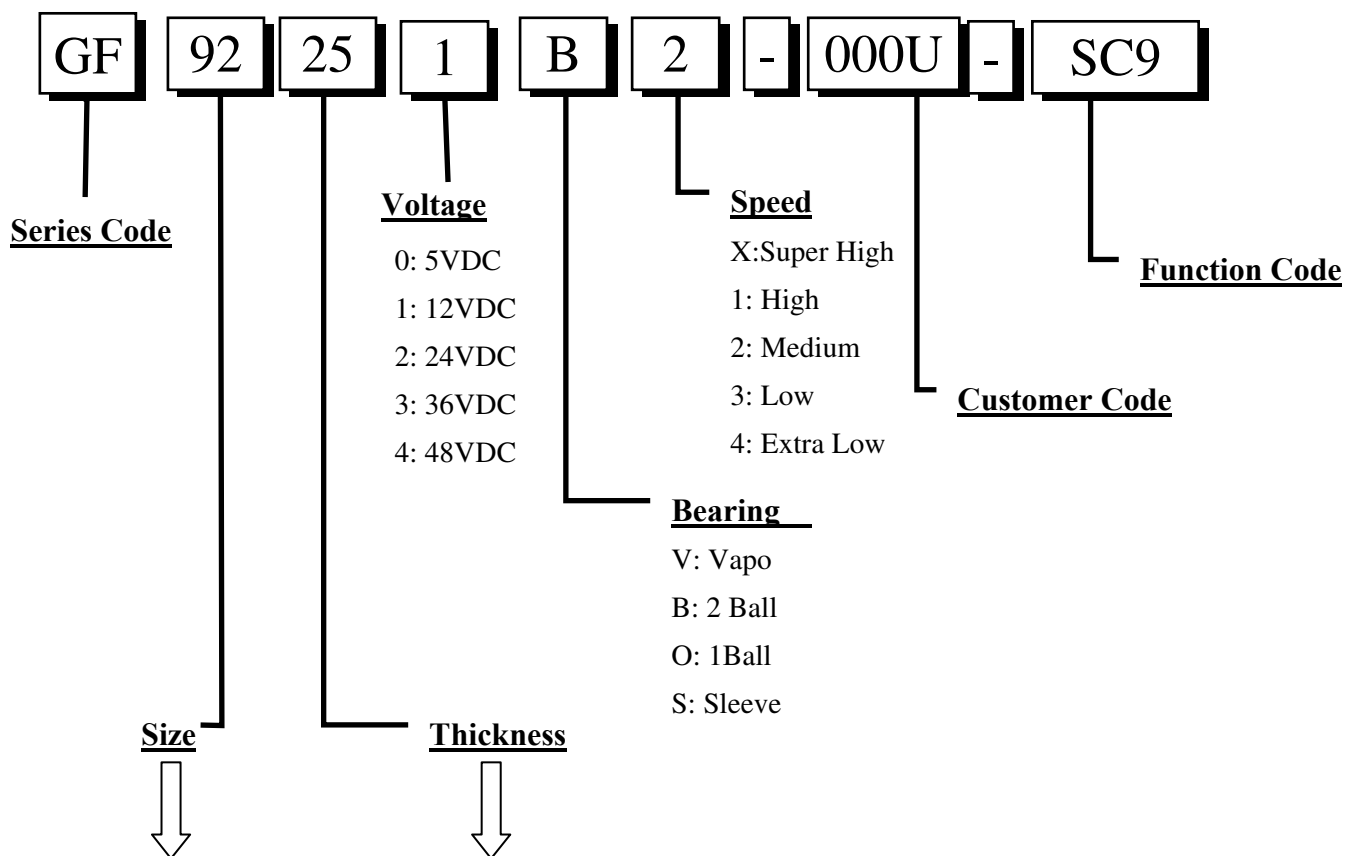 GF 92 25 1 B 2 - 000U - SC9
Series Code
Voltage
0: 5VDC
1: 12VDC
2: 24VDC
3: 36VDC
4: 48VDC
Speed
X:Super High
1: High
2: Medium
3: Low
4: Extra Low
Function Code
Customer Code
Bearing
V: Vapo
B: 2 Ball
O: 1Ball
S: Sleeve
Size
Thickness